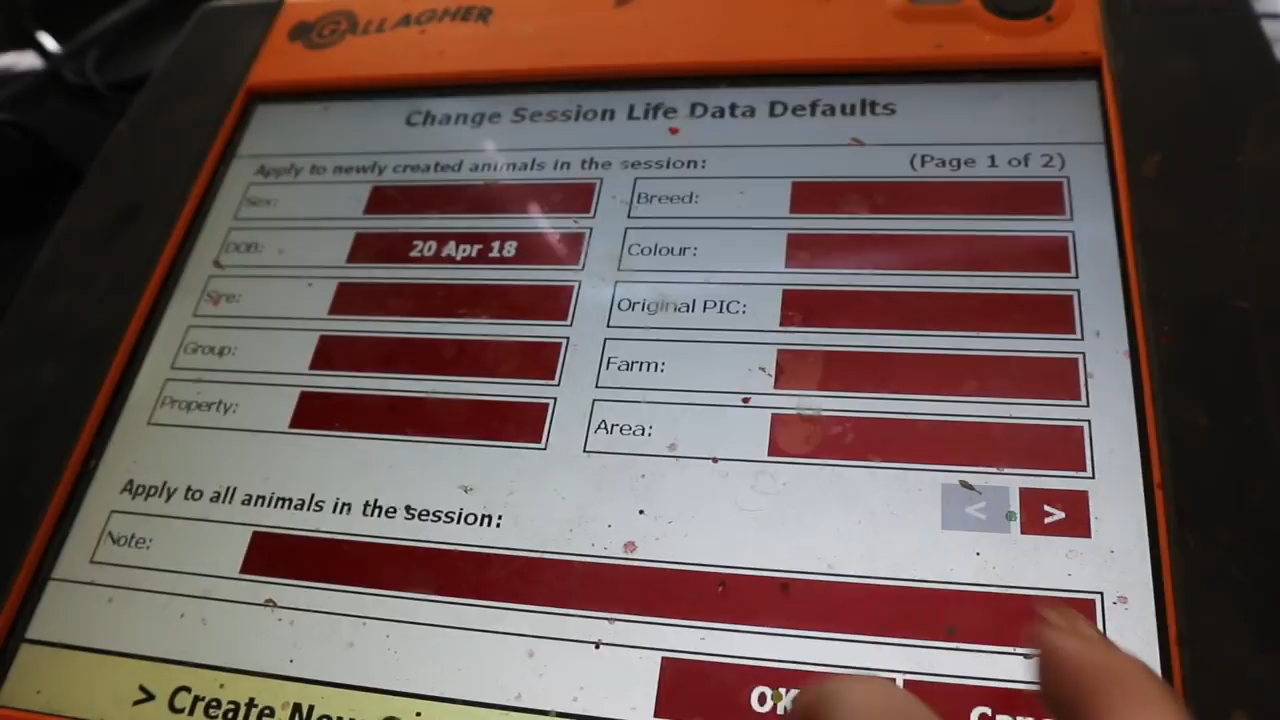 GALLAGHER
Change Session Life Data Defaults
Apply to newly created animals in the session:
(Page 1 of 2)
Sex:
Breed:
DOB:
20 Apr 18
Colour:
Sire:
Original PIC:
Group:
Farm:
Property:
Area:
Apply to all animals in the session:
< >
Note:
OK
> Create New